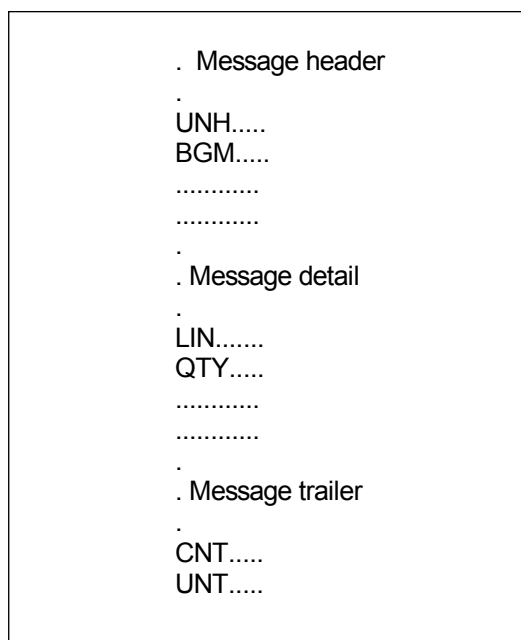 . Message header
.
UNH.....
BGM.....
............
............
.
. Message detail
.
LIN.......
QTY.....
............
............
.
. Message trailer
.
CNT.....
UNT.....